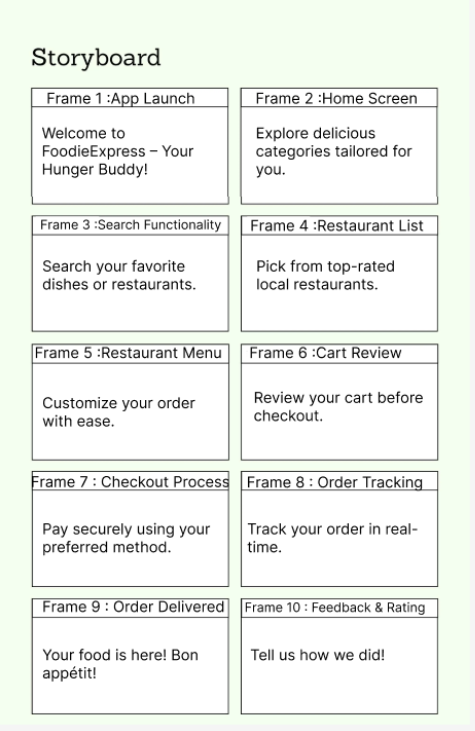 Storyboard
Frame 1 :App Launch
Welcome to
FoodieExpress – Your
Hunger Buddy!
Frame 2 :Home Screen
Explore delicious
categories tailored for
you.
Frame 3 :Search Functionality
Search your favorite
dishes or restaurants.
Frame 4 :Restaurant List
Pick from top-rated
local restaurants.
Frame 5 :Restaurant Menu
Customize your order
with ease.
Frame 6 :Cart Review
Review your cart before
checkout.
Frame 7 : Checkout Process
Pay securely using your
preferred method.
Frame 8 : Order Tracking
Track your order in real-
time.
Frame 9 : Order Delivered
Your food is here! Bon
appétit!
Frame 10 : Feedback & Rating
Tell us how we did!